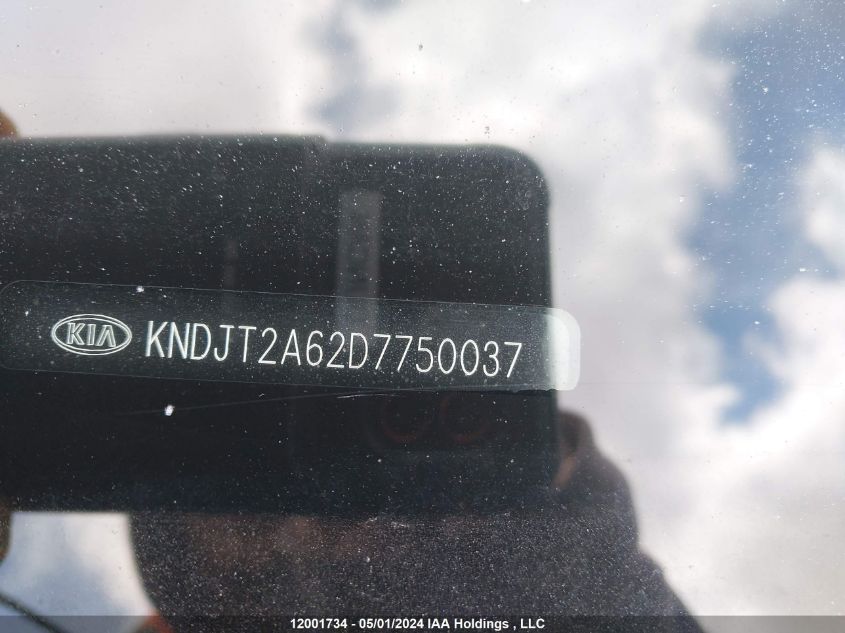 KIA KNDJT2A62D7750037
12001734 - 05/01/2024 IAA Holdings , LLC